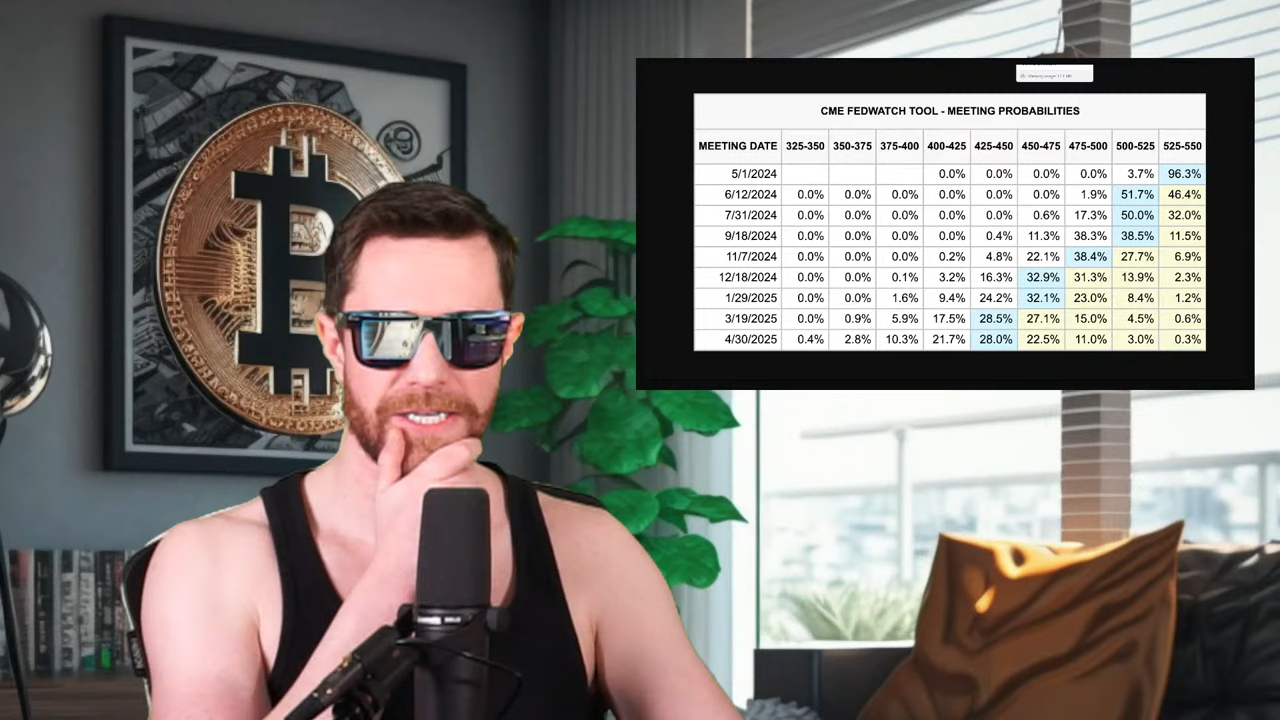 CME FEDWATCH TOOL - MEETING PROBABILITIES
MEETING DATE 325-350 350-375 375-400 400-425 425-450 450-475 475-500 500-525 525-550
5/1/2024 0.0% 0.0% 0.0% 0.0% 3.7% 96.3%
6/12/2024 0.0% 0.0% 0.0% 0.0% 0.0% 0.0% 1.9% 51.7% 46.4%
7/31/2024 0.0% 0.0% 0.0% 0.0% 0.0% 0.6% 17.3% 50.0% 32.0%
9/18/2024 0.0% 0.0% 0.0% 0.0% 0.4% 11.3% 38.3% 38.5% 11.5%
11/7/2024 0.0% 0.0% 0.0% 0.2% 4.8% 22.1% 38.4% 27.7% 6.9%
12/18/2024 0.0% 0.0% 0.1% 3.2% 16.3% 32.9% 31.3% 13.9% 2.3%
1/29/2025 0.0% 0.0% 1.6% 9.4% 24.2% 32.1% 23.0% 8.4% 1.2%
3/19/2025 0.0% 0.9% 5.9% 17.5% 28.5% 27.1% 15.0% 4.5% 0.6%
4/30/2025 0.4% 2.8% 10.3% 21.7% 28.0% 22.5% 11.0% 3.0% 0.3%